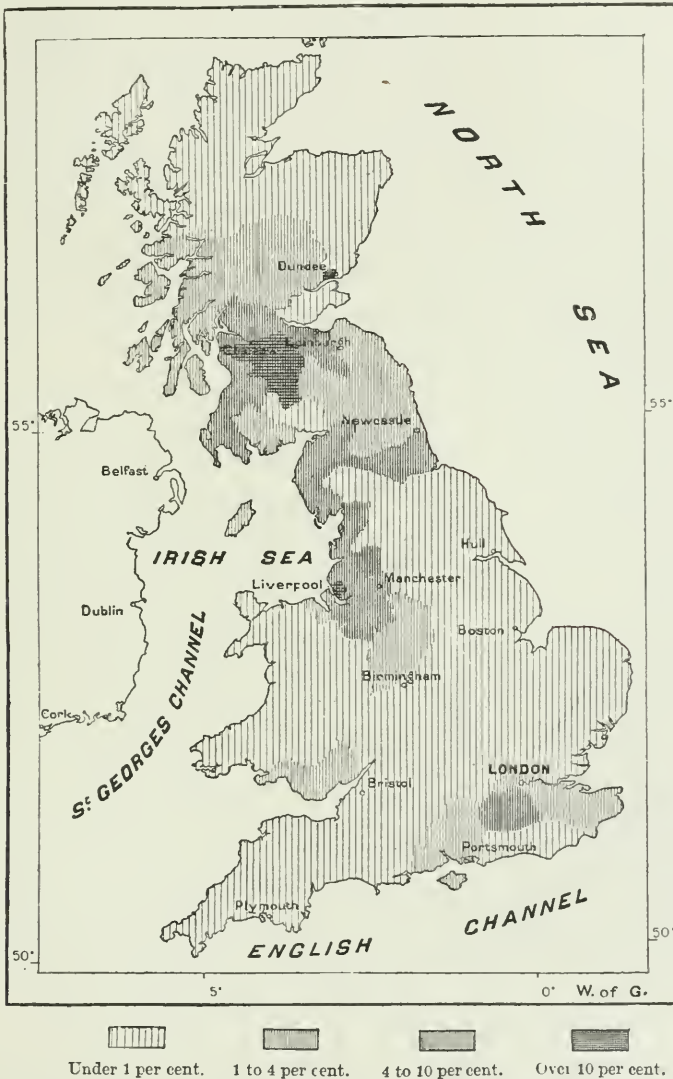 NORTH SEA
Dundee
Edinburgh
Glasgow
Newcastle
55°
55°
Belfast
IRISH SEA
Hull
Liverpool
Manchester
Dublin
Boston
Birmingham
Cork
ST. GEORGES CHANNEL
LONDON
Bristol
Portsmouth
Plymouth
ENGLISH CHANNEL
50°
50°
5°
0°
W. of G.
Under 1 per cent.
1 to 4 per cent.
4 to 10 per cent.
Over 10 per cent.